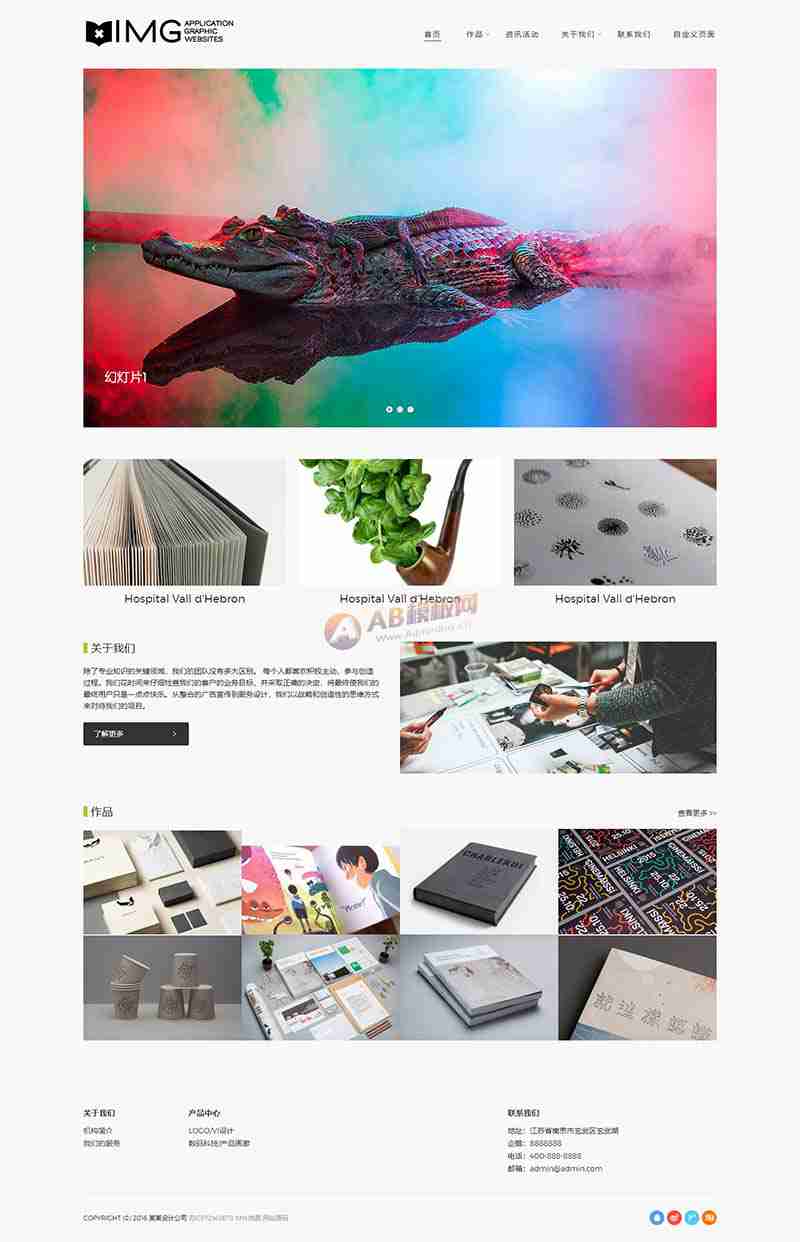 IMG APPLICATION
GRAPHIC
WEBSITES
首页 作品 资讯活动 关于我们 联系我们 自定义页面
幻灯片1
Hospital Vall d'Hebron Hospital Vall d'Hebron Hospital Vall d'Hebron
AB模板网
www.Adminbuy.cn
关于我们
除了专业知识的关键领域，我们的团队没有多大区别。 每个人都喜欢积极主动，参与创造
过程。我们花时间来仔细检查我们的客户的业务目标，并采取正确的决定，将最终使我们的
最终用户只是一点点快乐。从整合的广告宣传到服务设计，我们以战略和创造性的思维方式
来对待我们的项目。
了解更多 >
作品 查看更多 >>
CHARLEROI
HELSINKI
CINEMAISSI
25.10
2015
关于我们 产品中心 联系我们
机构简介 LOGO/VI设计 地址：江苏省南京市玄武区玄武湖
我们的服务 数码科技/产品画册 企鹅：8888888
电话：400-888-8888
邮箱：admin@admin.com
COPYRIGHT (©) 2016 某某设计公司 苏ICP12345678 XML地图 网站源码